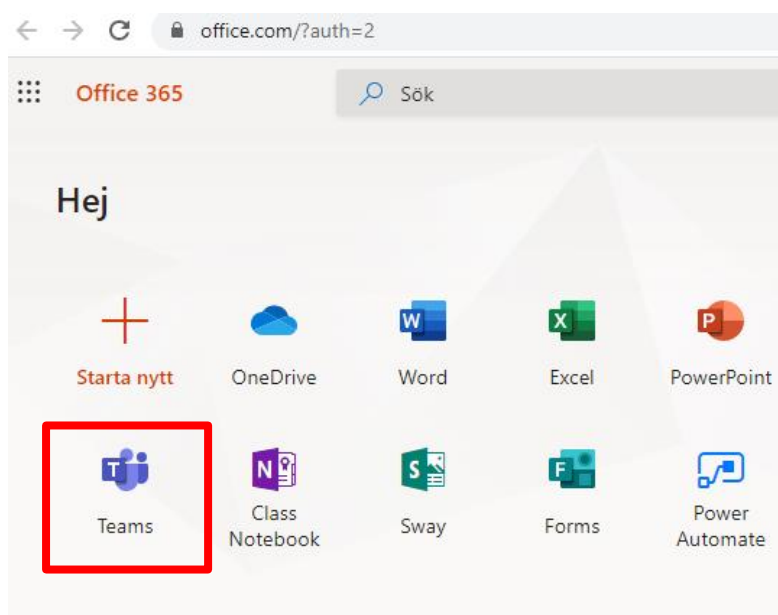 office.com/?auth=2
Office 365
Sök
Hej
W
X
P
Starta nytt
OneDrive
Word
Excel
PowerPoint
T
N
S
F
Teams
Class
Notebook
Sway
Forms
Power
Automate